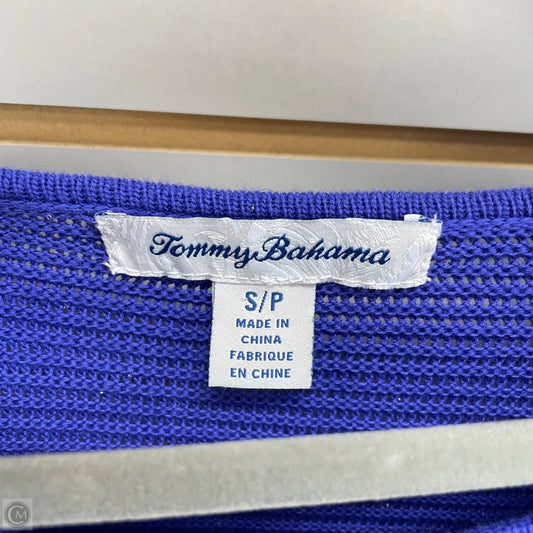 Tommy Bahama
S/P
MADE IN
CHINA
FABRIQUE
EN CHINE